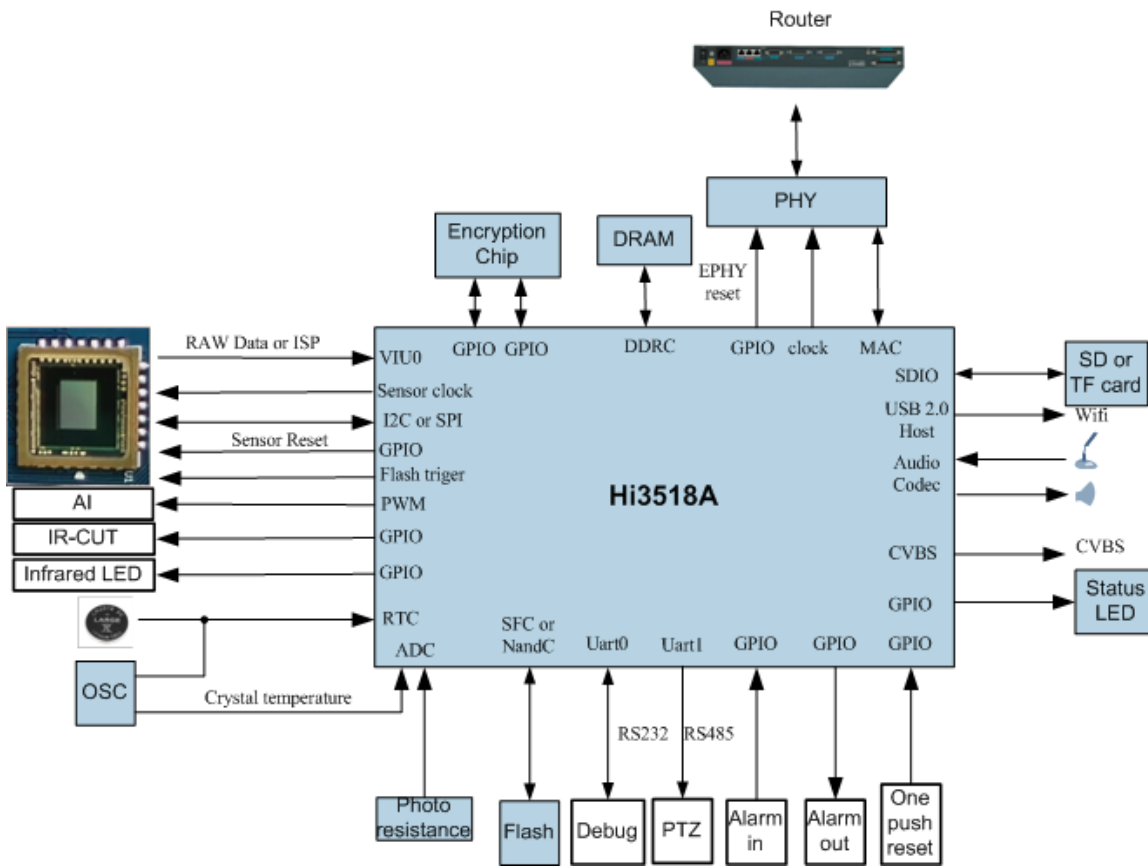 Router
PHY
Encryption
Chip
DRAM
EPHY
reset
RAW Data or ISP
VIU0
GPIO
GPIO
DDRC
GPIO
clock
MAC
SDIO
SD or
TF card
Sensor clock
USB 2.0
Host
Wifi
I2C or SPI
Sensor Reset
GPIO
Audio
Codec
Flash triger
AI
PWM
Hi3518A
IR-CUT
GPIO
CVBS
CVBS
Infrared LED
GPIO
GPIO
Status
LED
LARGE
RTC
SFC or
NandC
Uart0
Uart1
GPIO
GPIO
GPIO
ADC
OSC
Crystal temperature
RS232
RS485
Photo
resistance
Flash
Debug
PTZ
Alarm
in
Alarm
out
One
push
reset